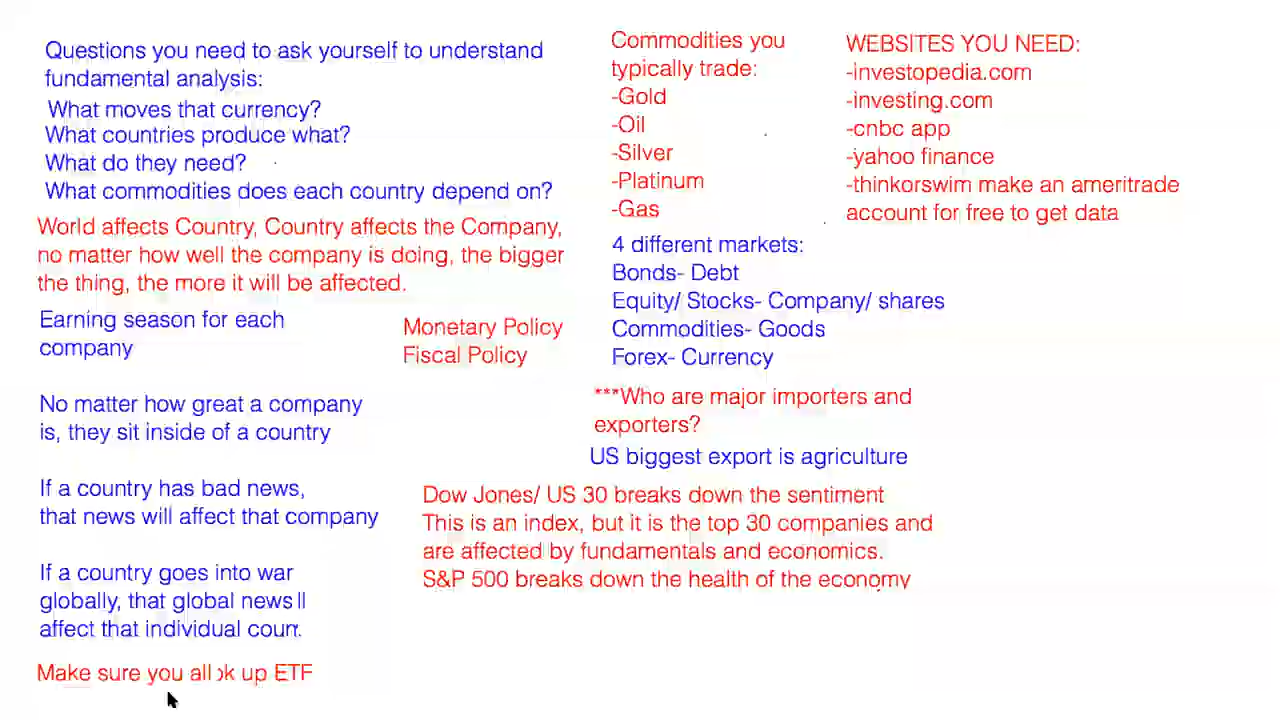 Questions you need to ask yourself to understand
fundamental analysis:
What moves that currency?
What countries produce what?
What do they need?
What commodities does each country depend on?
World affects Country, Country affects the Company,
no matter how well the company is doing, the bigger
the thing, the more it will be affected.
Earning season for each
company
Monetary Policy
Fiscal Policy
No matter how great a company
is, they sit inside of a country
If a country has bad news,
that news will affect that company
If a country goes into war
globally, that global news
affect that individual
Make sure you up ETF
Commodities you
typically trade:
-Gold
-Oil
-Silver
-Platinum
-Gas
4 different markets:
Bonds- Debt
Equity/ Stocks- Company/ shares
Commodities- Goods
Forex- Currency
***Who are major importers and
exporters?
US biggest export is agriculture
Dow Jones/ US 30 breaks down the sentiment
This is an index, but it is the top 30 companies and
are affected by fundamentals and economics.
S&P 500 breaks down the health of the economy
WEBSITES YOU NEED:
-investopedia.com
-investing.com
-cnbc app
-yahoo finance
-thinkorswim make an ameritrade
account for free to get data